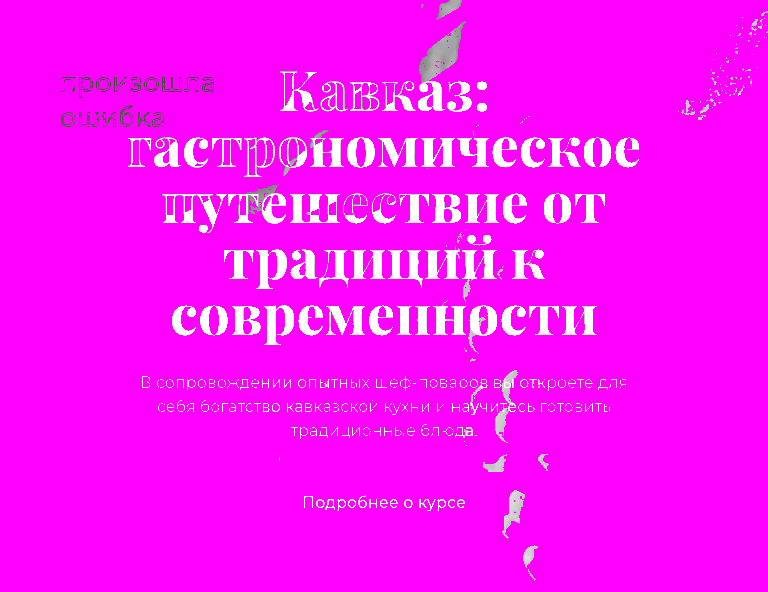 произошла
ошибка
Кавказ:
гастрономическое
путешествие от
традиций к
современности
В сопровождении опытных шеф-поваров вы откроете для
себя богатство кавказской кухни и научитесь готовить
традиционные блюда.
Подробнее о курсе